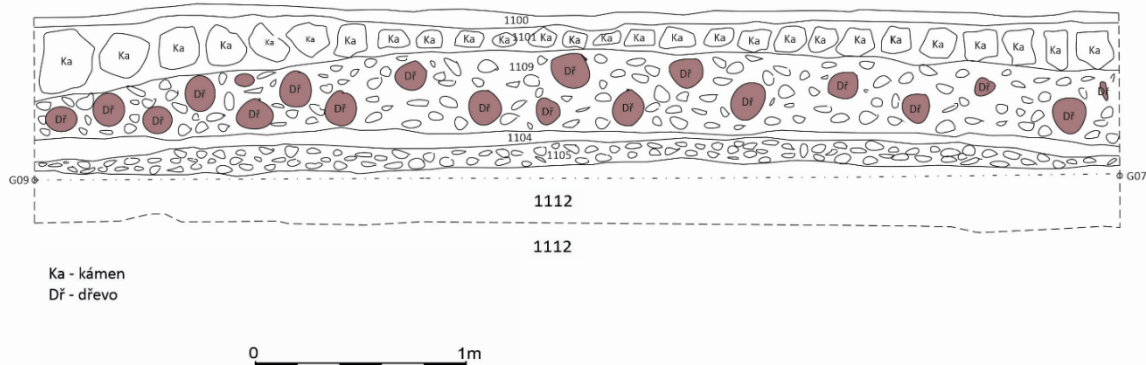 1100
Ka Ka Ka Ka Ka Ka Ka Ka Ka Ka Ka 1101 Ka Ka Ka Ka Ka Ka Ka Ka Ka Ka Ka Ka Ka Ka Ka Ka
Dř Dř Dř 1109 Dř Dř Dř Dř Dř
Dř Dř Dř Dř Dř Dř Dř Dř Dř Dř Dř
1104
1105
G09 G07
1112
1112
Ka - kámen
Dř - dřevo
0 1m